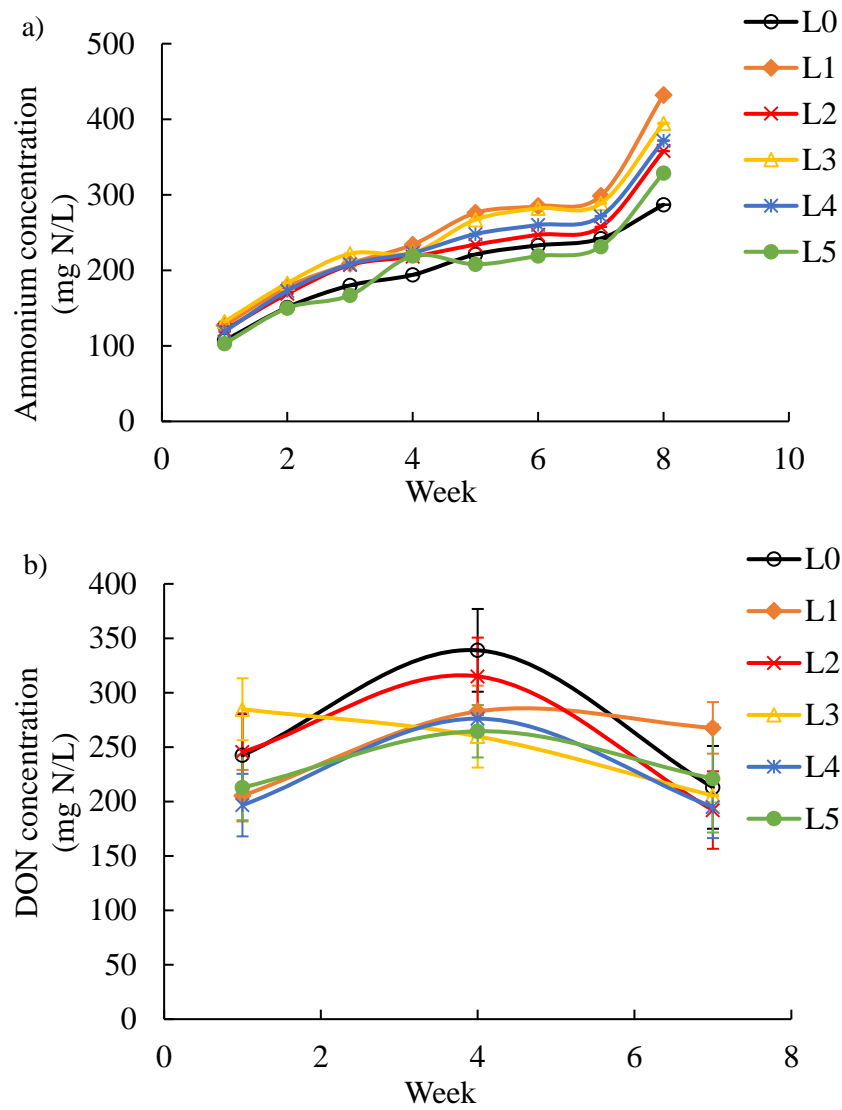 a)
Ammonium concentration
(mg N/L)
500
400
300
200
100
0
0 2 4 6 8 10
Week
L0
L1
L2
L3
L4
L5
b)
DON concentration
(mg N/L)
400
350
300
250
200
150
100
50
0
0 2 4 6 8
Week
L0
L1
L2
L3
L4
L5